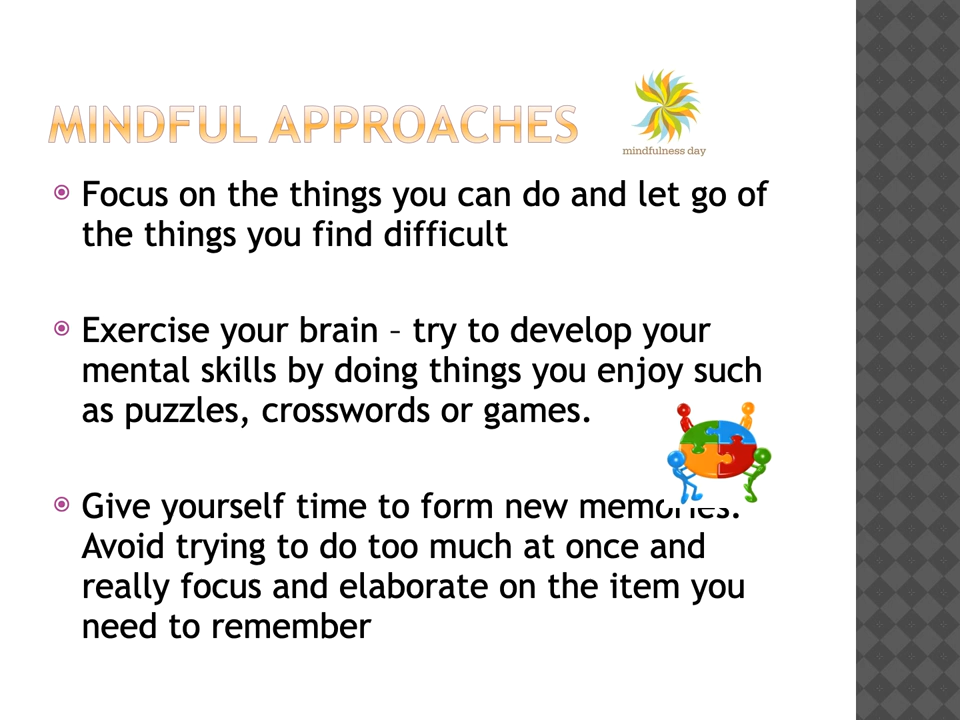 MINDFUL APPROACHES
mindfulness day
Focus on the things you can do and let go of
the things you find difficult
Exercise your brain – try to develop your
mental skills by doing things you enjoy such
as puzzles, crosswords or games.
Give yourself time to form new memories.
Avoid trying to do too much at once and
really focus and elaborate on the item you
need to remember